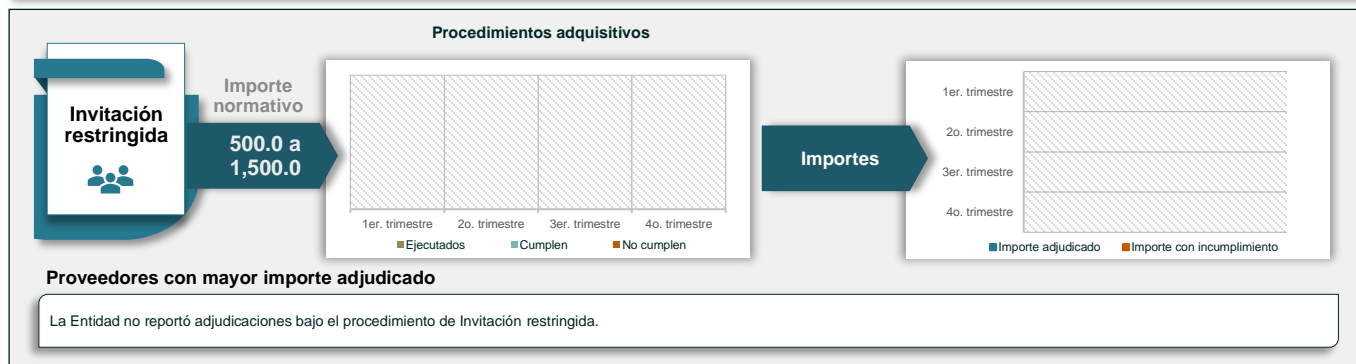 Procedimientos adquisitivos
Invitación
restringida
Importe
normativo
500.0 a
1,500.0
1er. trimestre 2o. trimestre 3er. trimestre 4o. trimestre
Ejecutados Cumplen No cumplen
Importes
1er. trimestre
2o. trimestre
3er. trimestre
4o. trimestre
Importe adjudicado Importe con incumplimiento
Proveedores con mayor importe adjudicado
La Entidad no reportó adjudicaciones bajo el procedimiento de Invitación restringida.